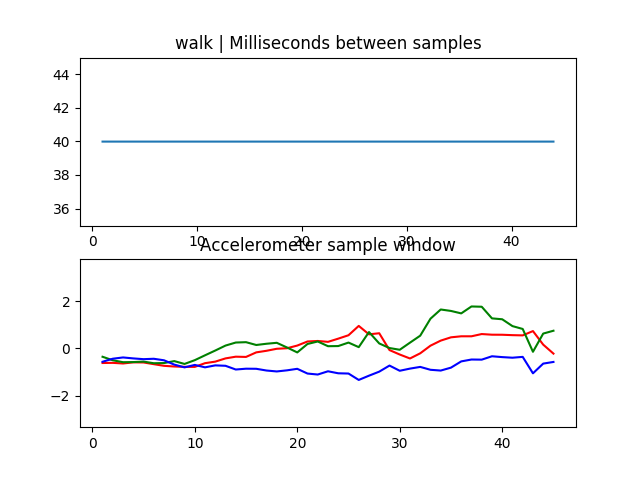 walk | Milliseconds between samples
44
42
40
38
36
0 10 20 30 40
Accelerometer sample window
2
0
−2
0 10 20 30 40